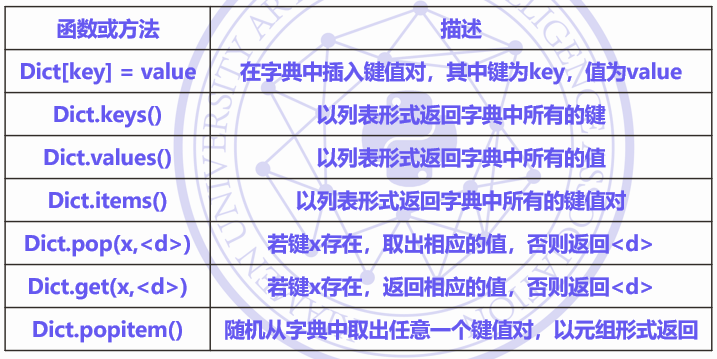 函数或方法 描述
Dict[key] = value 在字典中插入键值对，其中键为key，值为value
Dict.keys() 以列表形式返回字典中所有的键
Dict.values() 以列表形式返回字典中所有的值
Dict.items() 以列表形式返回字典中所有的键值对
Dict.pop(x,<d>) 若键x存在，取出相应的值，否则返回<d>
Dict.get(x,<d>) 若键x存在，返回相应的值，否则返回<d>
Dict.popitem() 随机从字典中取出任意一个键值对，以元组形式返回